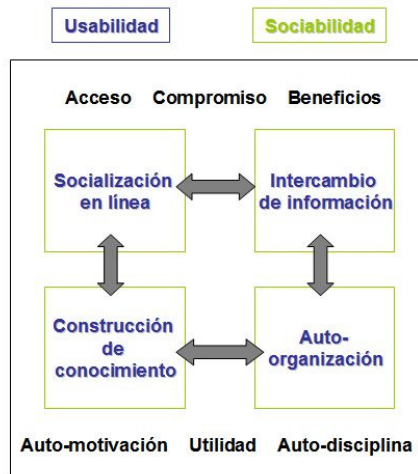 Usabilidad Sociabilidad
Acceso Compromiso Beneficios
Socialización
en línea
Intercambio
de información
Construcción
de
conocimiento
Auto-
organización
Auto-motivación Utilidad Auto-disciplina